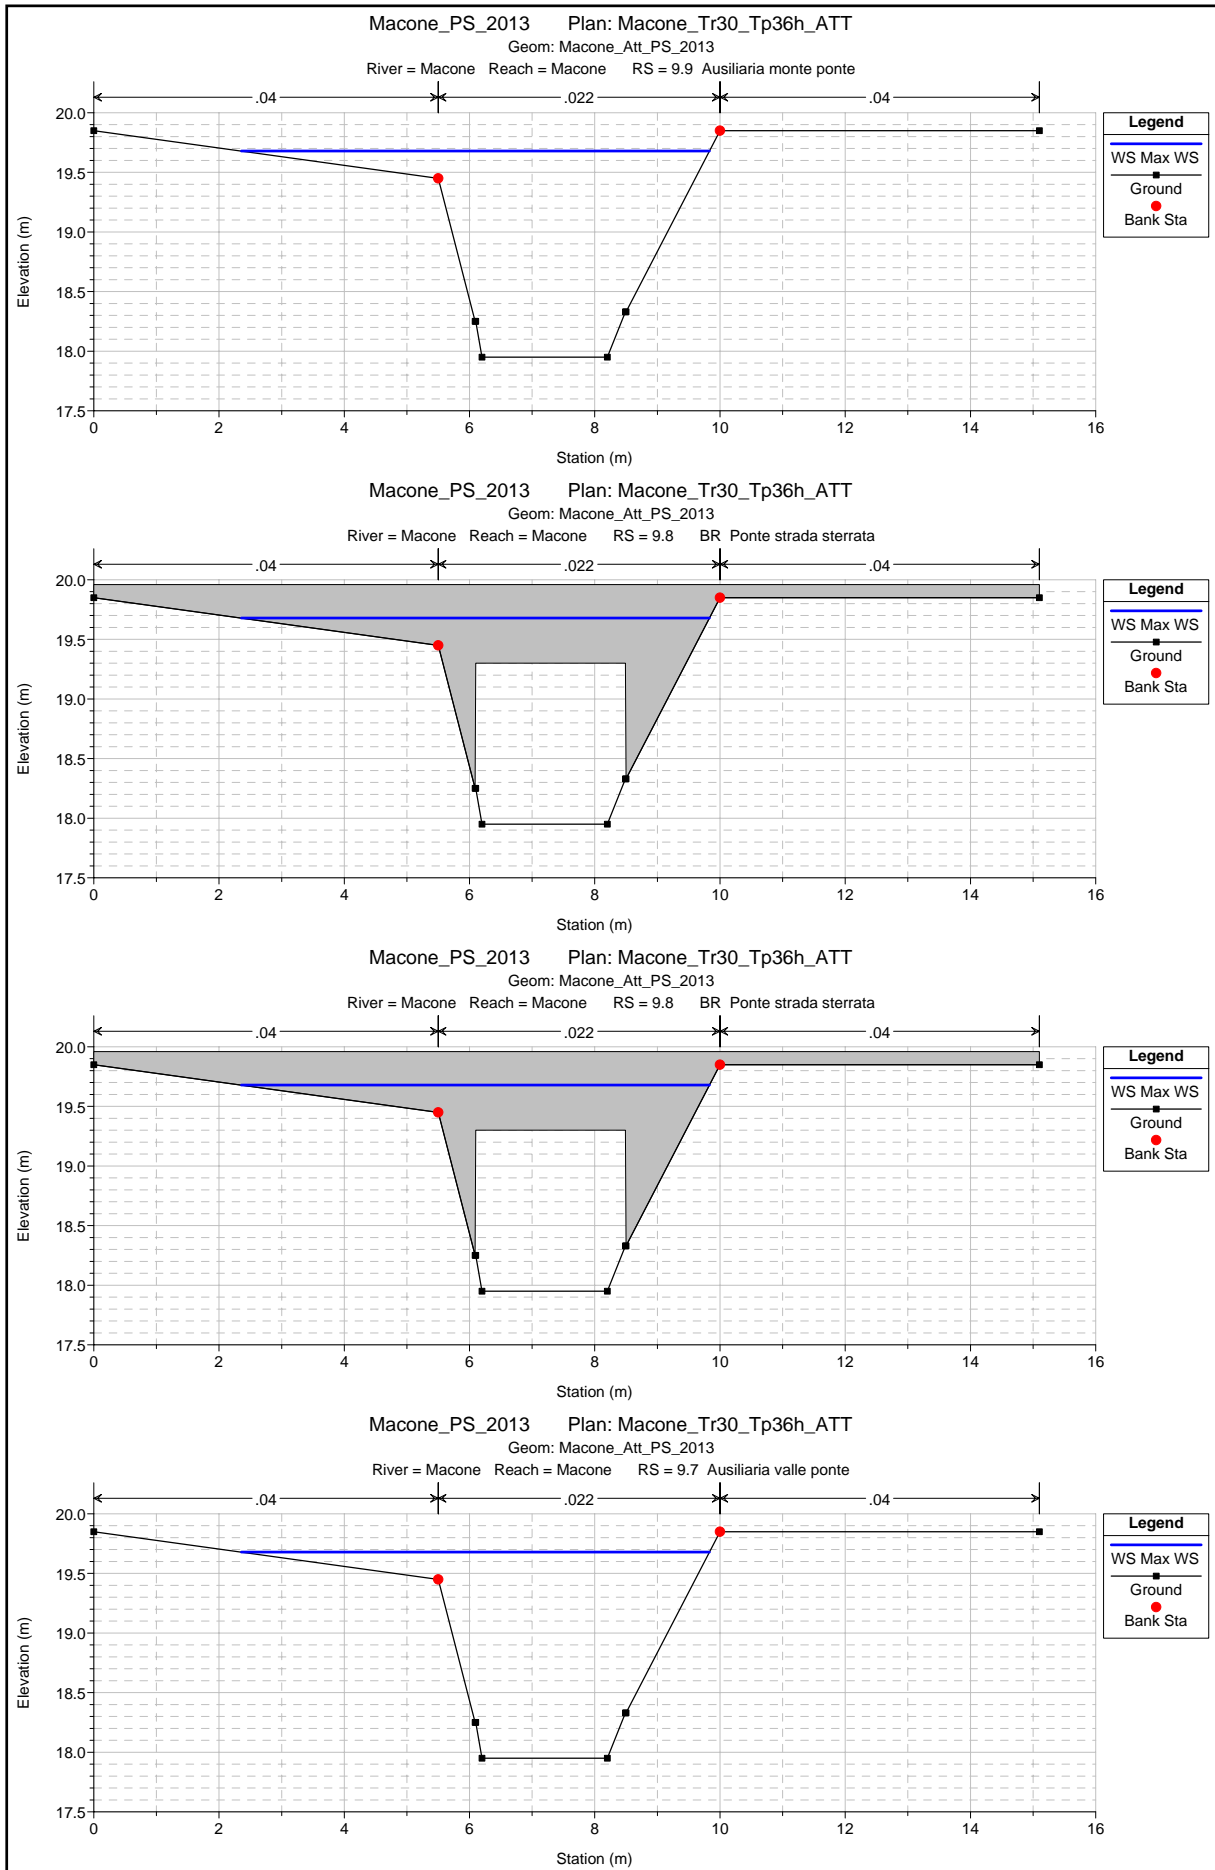 Macone_PS_2013 Plan: Macone_Tr30_Tp36h_ATT
Geom: Macone_Att_PS_2013
River = Macone Reach = Macone RS = 9.9 Ausiliaria monte ponte
.04 .022 .04
20.0
19.5
19.0
18.5
18.0
17.5
Elevation (m)
0 2 4 6 8 10 12 14 16
Station (m)
Legend
WS Max WS
Ground
Bank Sta
Macone_PS_2013 Plan: Macone_Tr30_Tp36h_ATT
Geom: Macone_Att_PS_2013
River = Macone Reach = Macone RS = 9.8 BR Ponte strada sterrata
.04 .022 .04
20.0
19.5
19.0
18.5
18.0
17.5
Elevation (m)
0 2 4 6 8 10 12 14 16
Station (m)
Legend
WS Max WS
Ground
Bank Sta
Macone_PS_2013 Plan: Macone_Tr30_Tp36h_ATT
Geom: Macone_Att_PS_2013
River = Macone Reach = Macone RS = 9.8 BR Ponte strada sterrata
.04 .022 .04
20.0
19.5
19.0
18.5
18.0
17.5
Elevation (m)
0 2 4 6 8 10 12 14 16
Station (m)
Legend
WS Max WS
Ground
Bank Sta
Macone_PS_2013 Plan: Macone_Tr30_Tp36h_ATT
Geom: Macone_Att_PS_2013
River = Macone Reach = Macone RS = 9.7 Ausiliaria valle ponte
.04 .022 .04
20.0
19.5
19.0
18.5
18.0
17.5
Elevation (m)
0 2 4 6 8 10 12 14 16
Station (m)
Legend
WS Max WS
Ground
Bank Sta